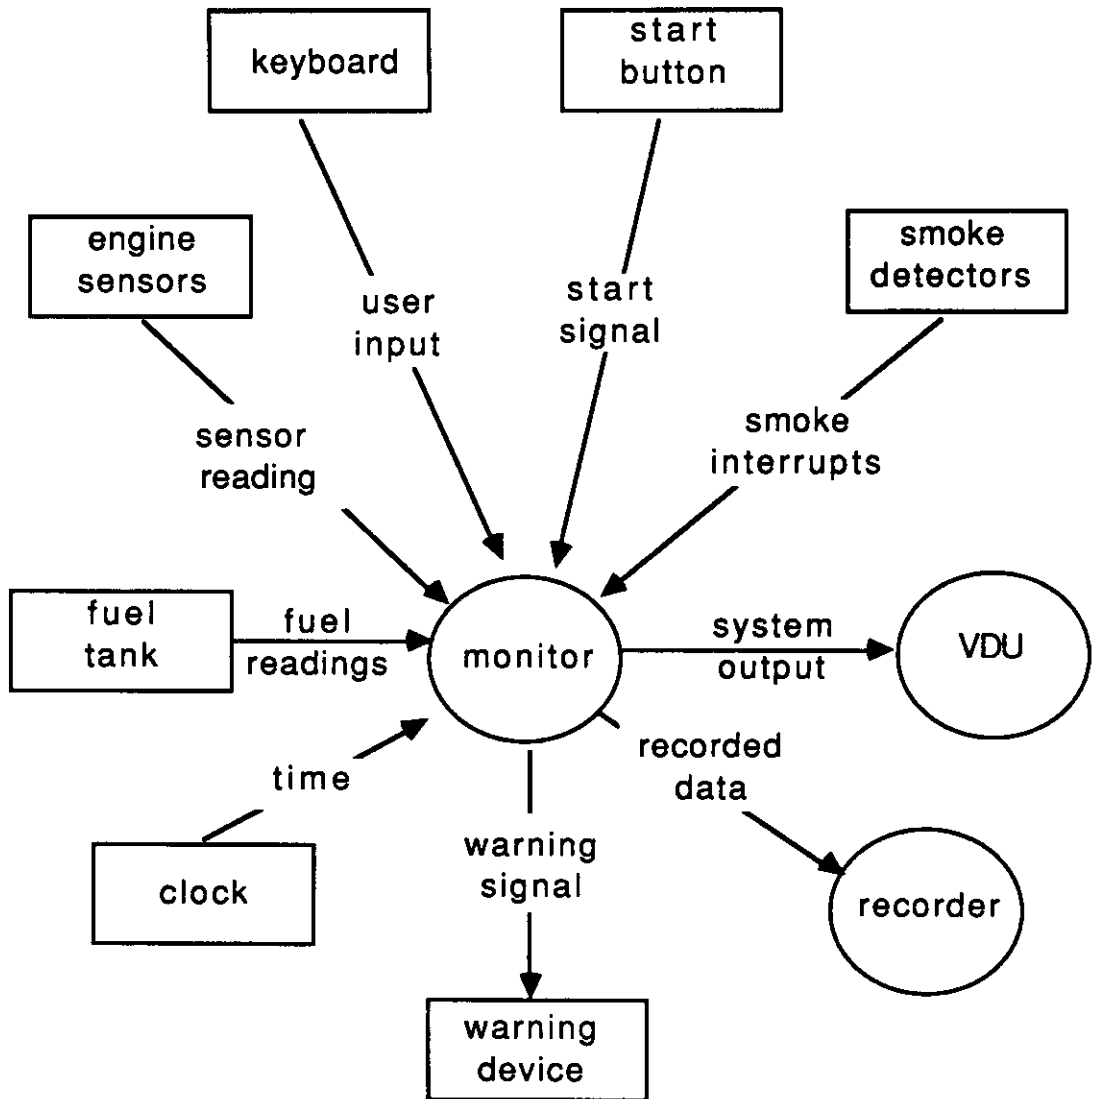 keyboard
start
button
engine
sensors
smoke
detectors
user
input
start
signal
sensor
reading
smoke
interrupts
fuel
tank
fuel
readings
monitor
system
output
VDU
time
recorded
data
clock
warning
signal
recorder
warning
device